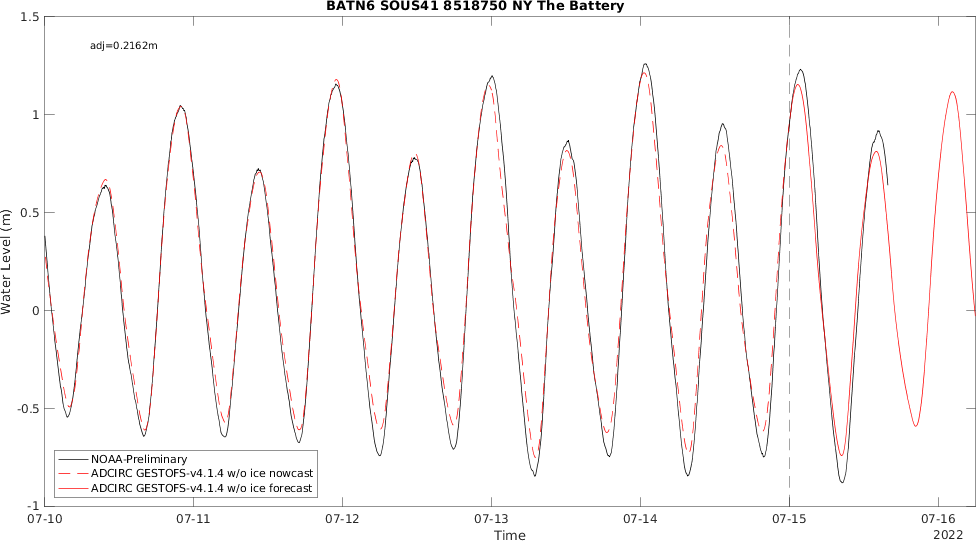 BATN6 SOUS41 8518750 NY The Battery
1.5
adj=0.2162m
1
0.5
Water Level (m)
0
-0.5
NOAA-Preliminary
ADCIRC GESTOFS-v4.1.4 w/o ice nowcast
ADCIRC GESTOFS-v4.1.4 w/o ice forecast
-1
07-10 07-11 07-12 07-13 07-14 07-15 07-16
Time 2022